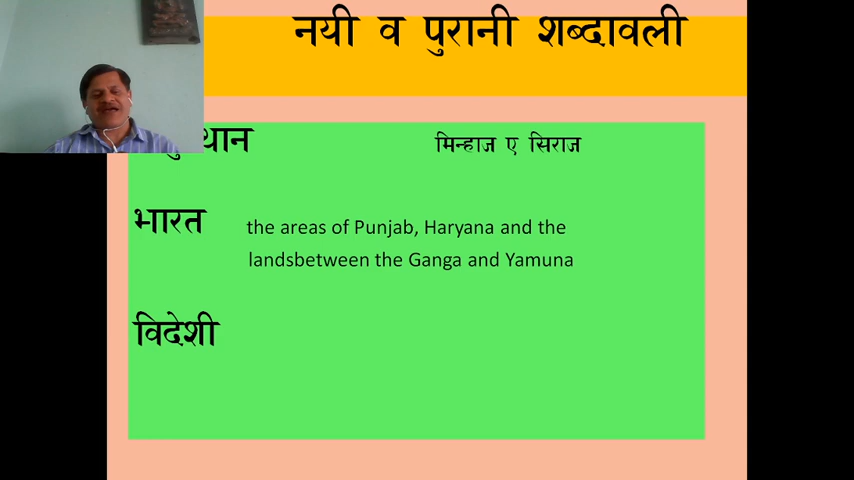 नयी व पुरानी शब्दावली
मिन्हाज ए सिराज
भारत the areas of Punjab, Haryana and the
landsbetween the Ganga and Yamuna
विदेशी